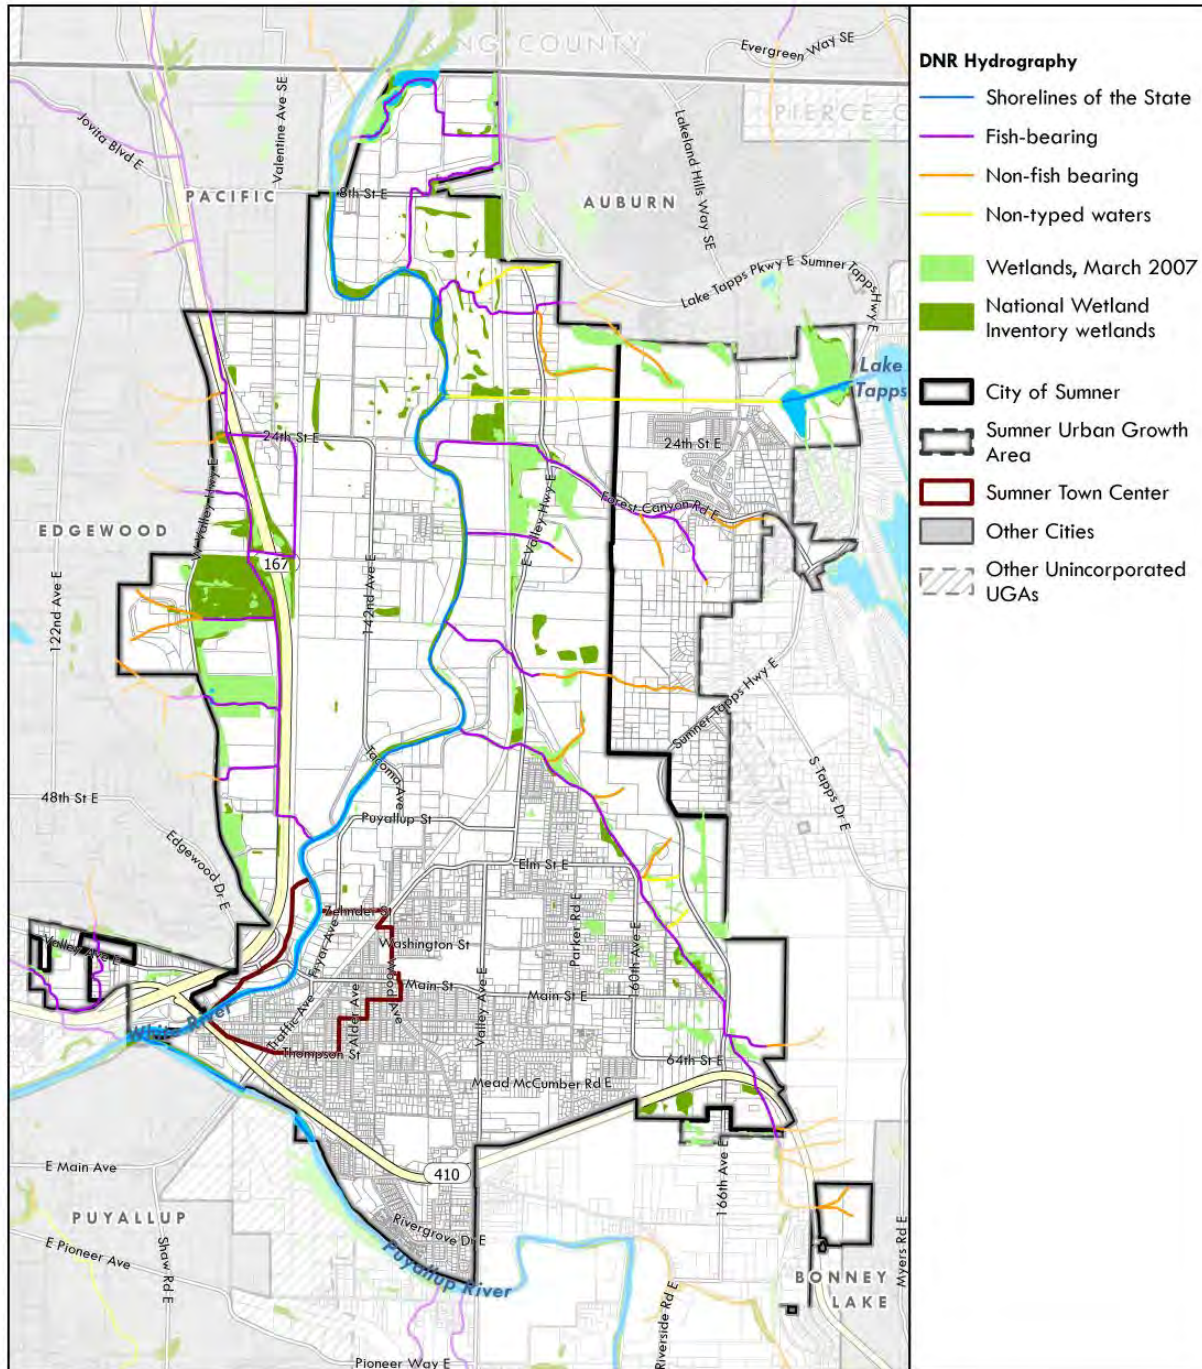 KING COUNTY
Evergreen Way SE
PIERCE C
Valentine Ave SE
Jovita Blvd E
Lakeland Hills Way SE
PACIFIC
8th St E
AUBURN
Lake Tapps Pkwy E
Sumner Tapps Hwy E
Lake
Tapps
24th St E
24th St E
W Valley Hwy E
E Valley Hwy E
Forest Canyon Rd E
EDGEWOOD
167
122nd Ave E
142nd Ave E
Sumner Tapps Hwy E
S Tapps Dr E
Tacoma Ave
48th St E
Puyallup St
Edgewood Dr E
Elm St E
Parker Rd E
160th Ave E
Zehnder St
Valley Ave E
Fryar Ave
Washington St
Wood Ave
Main St
Main St E
Valley Ave E
White River
Traffic Ave
Alder Ave
Thompson St
64th St E
Mead McCumber Rd E
E Main Ave
410
166th Ave E
PUYALLUP
Rivergrove Dr E
E Pioneer Ave
Shaw Rd E
Puyallup River
BONNEY
LAKE
Myers Rd E
Riverside Rd E
Pioneer Way E
DNR Hydrography
Shorelines of the State
Fish-bearing
Non-fish bearing
Non-typed waters
Wetlands, March 2007
National Wetland
Inventory wetlands
City of Sumner
Sumner Urban Growth
Area
Sumner Town Center
Other Cities
Other Unincorporated
UGAs